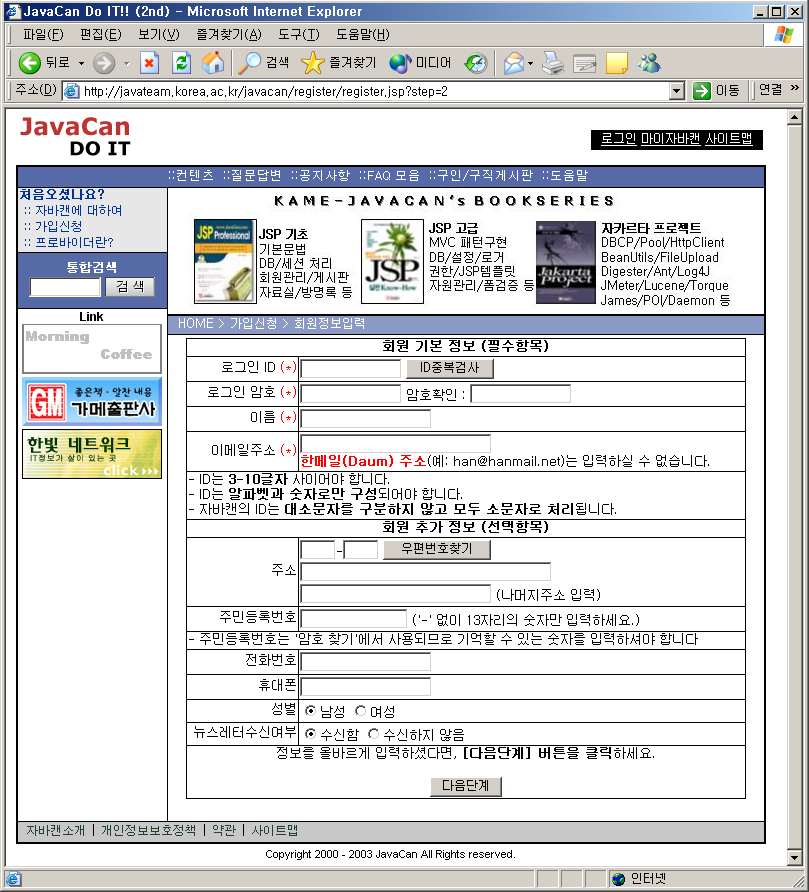 JavaCan Do IT!! (2nd) - Microsoft Internet Explorer
파일(F) 편집(E) 보기(V) 즐겨찾기(A) 도구(T) 도움말(H)
뒤로 검색 즐겨찾기 미디어
주소(D) http://javateam.korea.ac.kr/javacan/register/register.jsp?step=2 이동 연결 »
JavaCan
DO IT
로그인 마이자바캔 사이트맵
::컨텐츠 ::질문답변 ::공지사항 ::FAQ 모음 ::구인/구직게시판 ::도움말
처음오셨나요?
:: 자바캔에 대하여
:: 가입신청
:: 프로바이더란?
통합검색
검 색
Link
Morning
Coffee
GM
좋은책·알찬 내용
가메출판사
한빛 네트워크
IT정보가 살아 있는 곳
click >>>
KAME-JAVACAN's BOOKSERIES
JSP Professional
JSP 기초
기본문법
DB/세션 처리
회원관리/게시판
자료실/방명록 등
JSP
실전 Know-How
JSP 고급
MVC 패턴구현
DB/설정/로거
권한/JSP템플릿
자원관리/폼검증 등
Jakarta
project
자카르타 프로젝트
DBCP/Pool/HttpClient
BeanUtils/FileUpload
Digester/Ant/Log4J
JMeter/Lucene/Torque
James/POI/Daemon 등
HOME > 가입신청 > 회원정보입력
회원 기본 정보 (필수항목)
로그인 ID (*) ID중복검사
로그인 암호 (*) 암호확인 :
이름 (*)
이메일주소 (*)
한메일(Daum) 주소(예: han@hanmail.net)는 입력하실 수 없습니다.
- ID는 3-10글자 사이어야 합니다.
- ID는 알파벳과 숫자로만 구성되어야 합니다.
- 자바캔의 ID는 대소문자를 구분하지 않고 모두 소문자로 처리됩니다.
회원 추가 정보 (선택항목)
주소 - 우편번호찾기
(나머지주소 입력)
주민등록번호 ('-' 없이 13자리의 숫자만 입력하세요.)
- 주민등록번호는 '암호 찾기'에서 사용되므로 기억할 수 있는 숫자를 입력하셔야 합니다
전화번호
휴대폰
성별 남성 여성
뉴스레터수신여부 수신함 수신하지 않음
정보를 올바르게 입력하셨다면, [다음단계] 버튼을 클릭하세요.
다음단계
자바캔소개 | 개인정보보호정책 | 약관 | 사이트맵
Copyright 2000 - 2003 JavaCan All Rights reserved.
인터넷